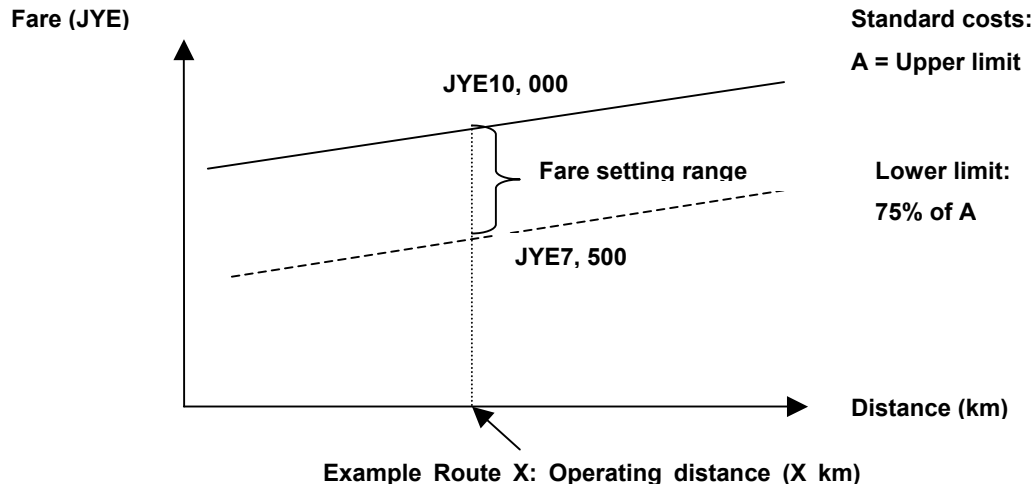 Fare (JYE)
Standard costs:
A = Upper limit
JYE10, 000
Fare setting range
Lower limit:
75% of A
JYE7, 500
Distance (km)
Example Route X: Operating distance (X km)